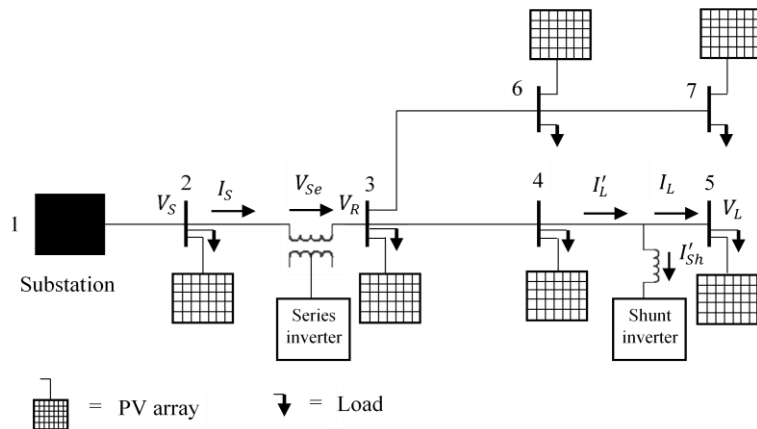 6
7
2
I_S
V_Se
3
4
I'_L
I_L
5
1
V_S
V_R
V_L
I'_Sh
Substation
Series
inverter
Shunt
inverter
= PV array
= Load